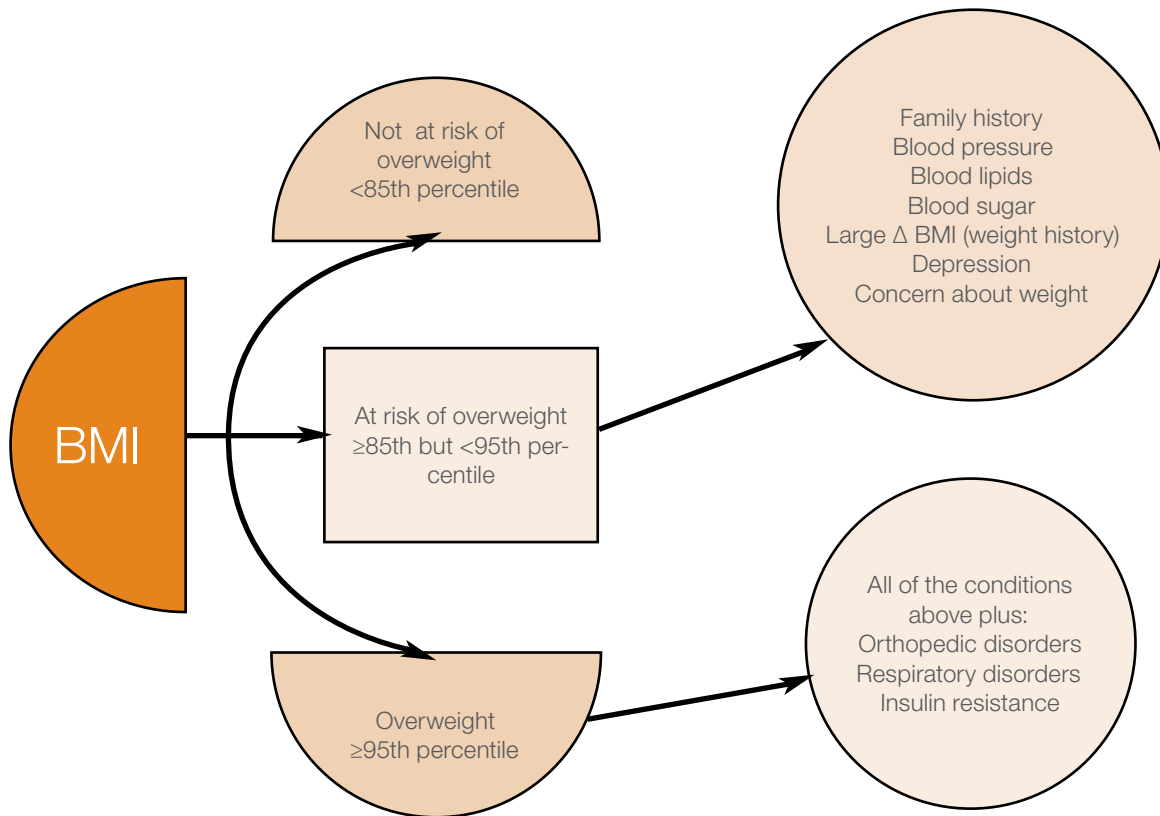 Not at risk of
overweight
<85th percentile
Family history
Blood pressure
Blood lipids
Blood sugar
Large Δ BMI (weight history)
Depression
Concern about weight
BMI
At risk of overweight
≥85th but <95th per-
centile
All of the conditions
above plus:
Orthopedic disorders
Respiratory disorders
Insulin resistance
Overweight
≥95th percentile